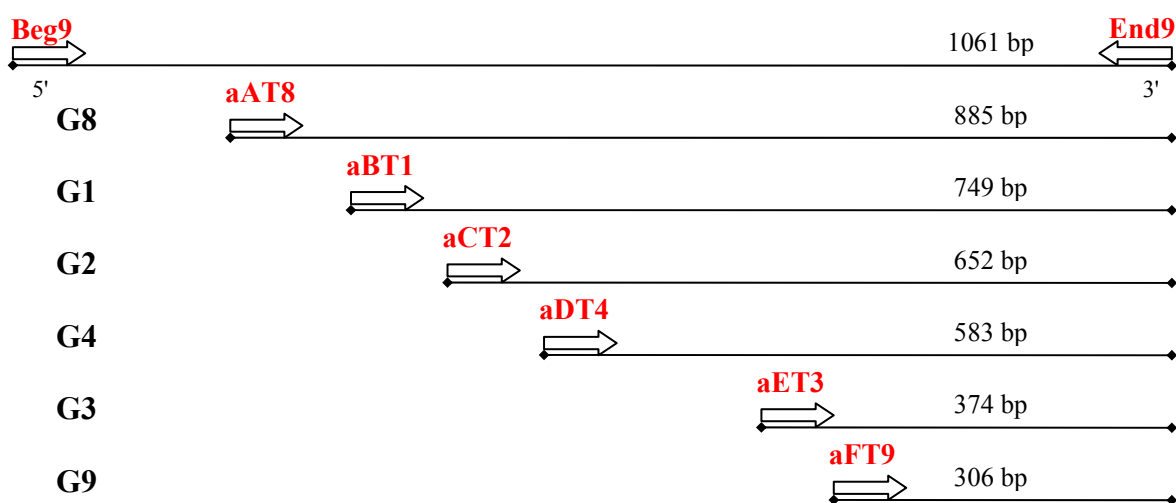 Beg9 1061 bp End9
5' 3'
aAT8
G8 885 bp
aBT1
G1 749 bp
aCT2
G2 652 bp
aDT4
G4 583 bp
aET3
G3 374 bp
aFT9
G9 306 bp